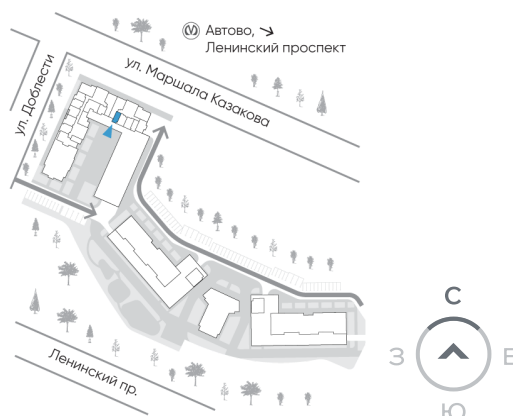 Автово, ↘
Ленинский проспект
ул. Маршала Казакова
ул. Доблести
Ленинский пр.
С
З
В
Ю